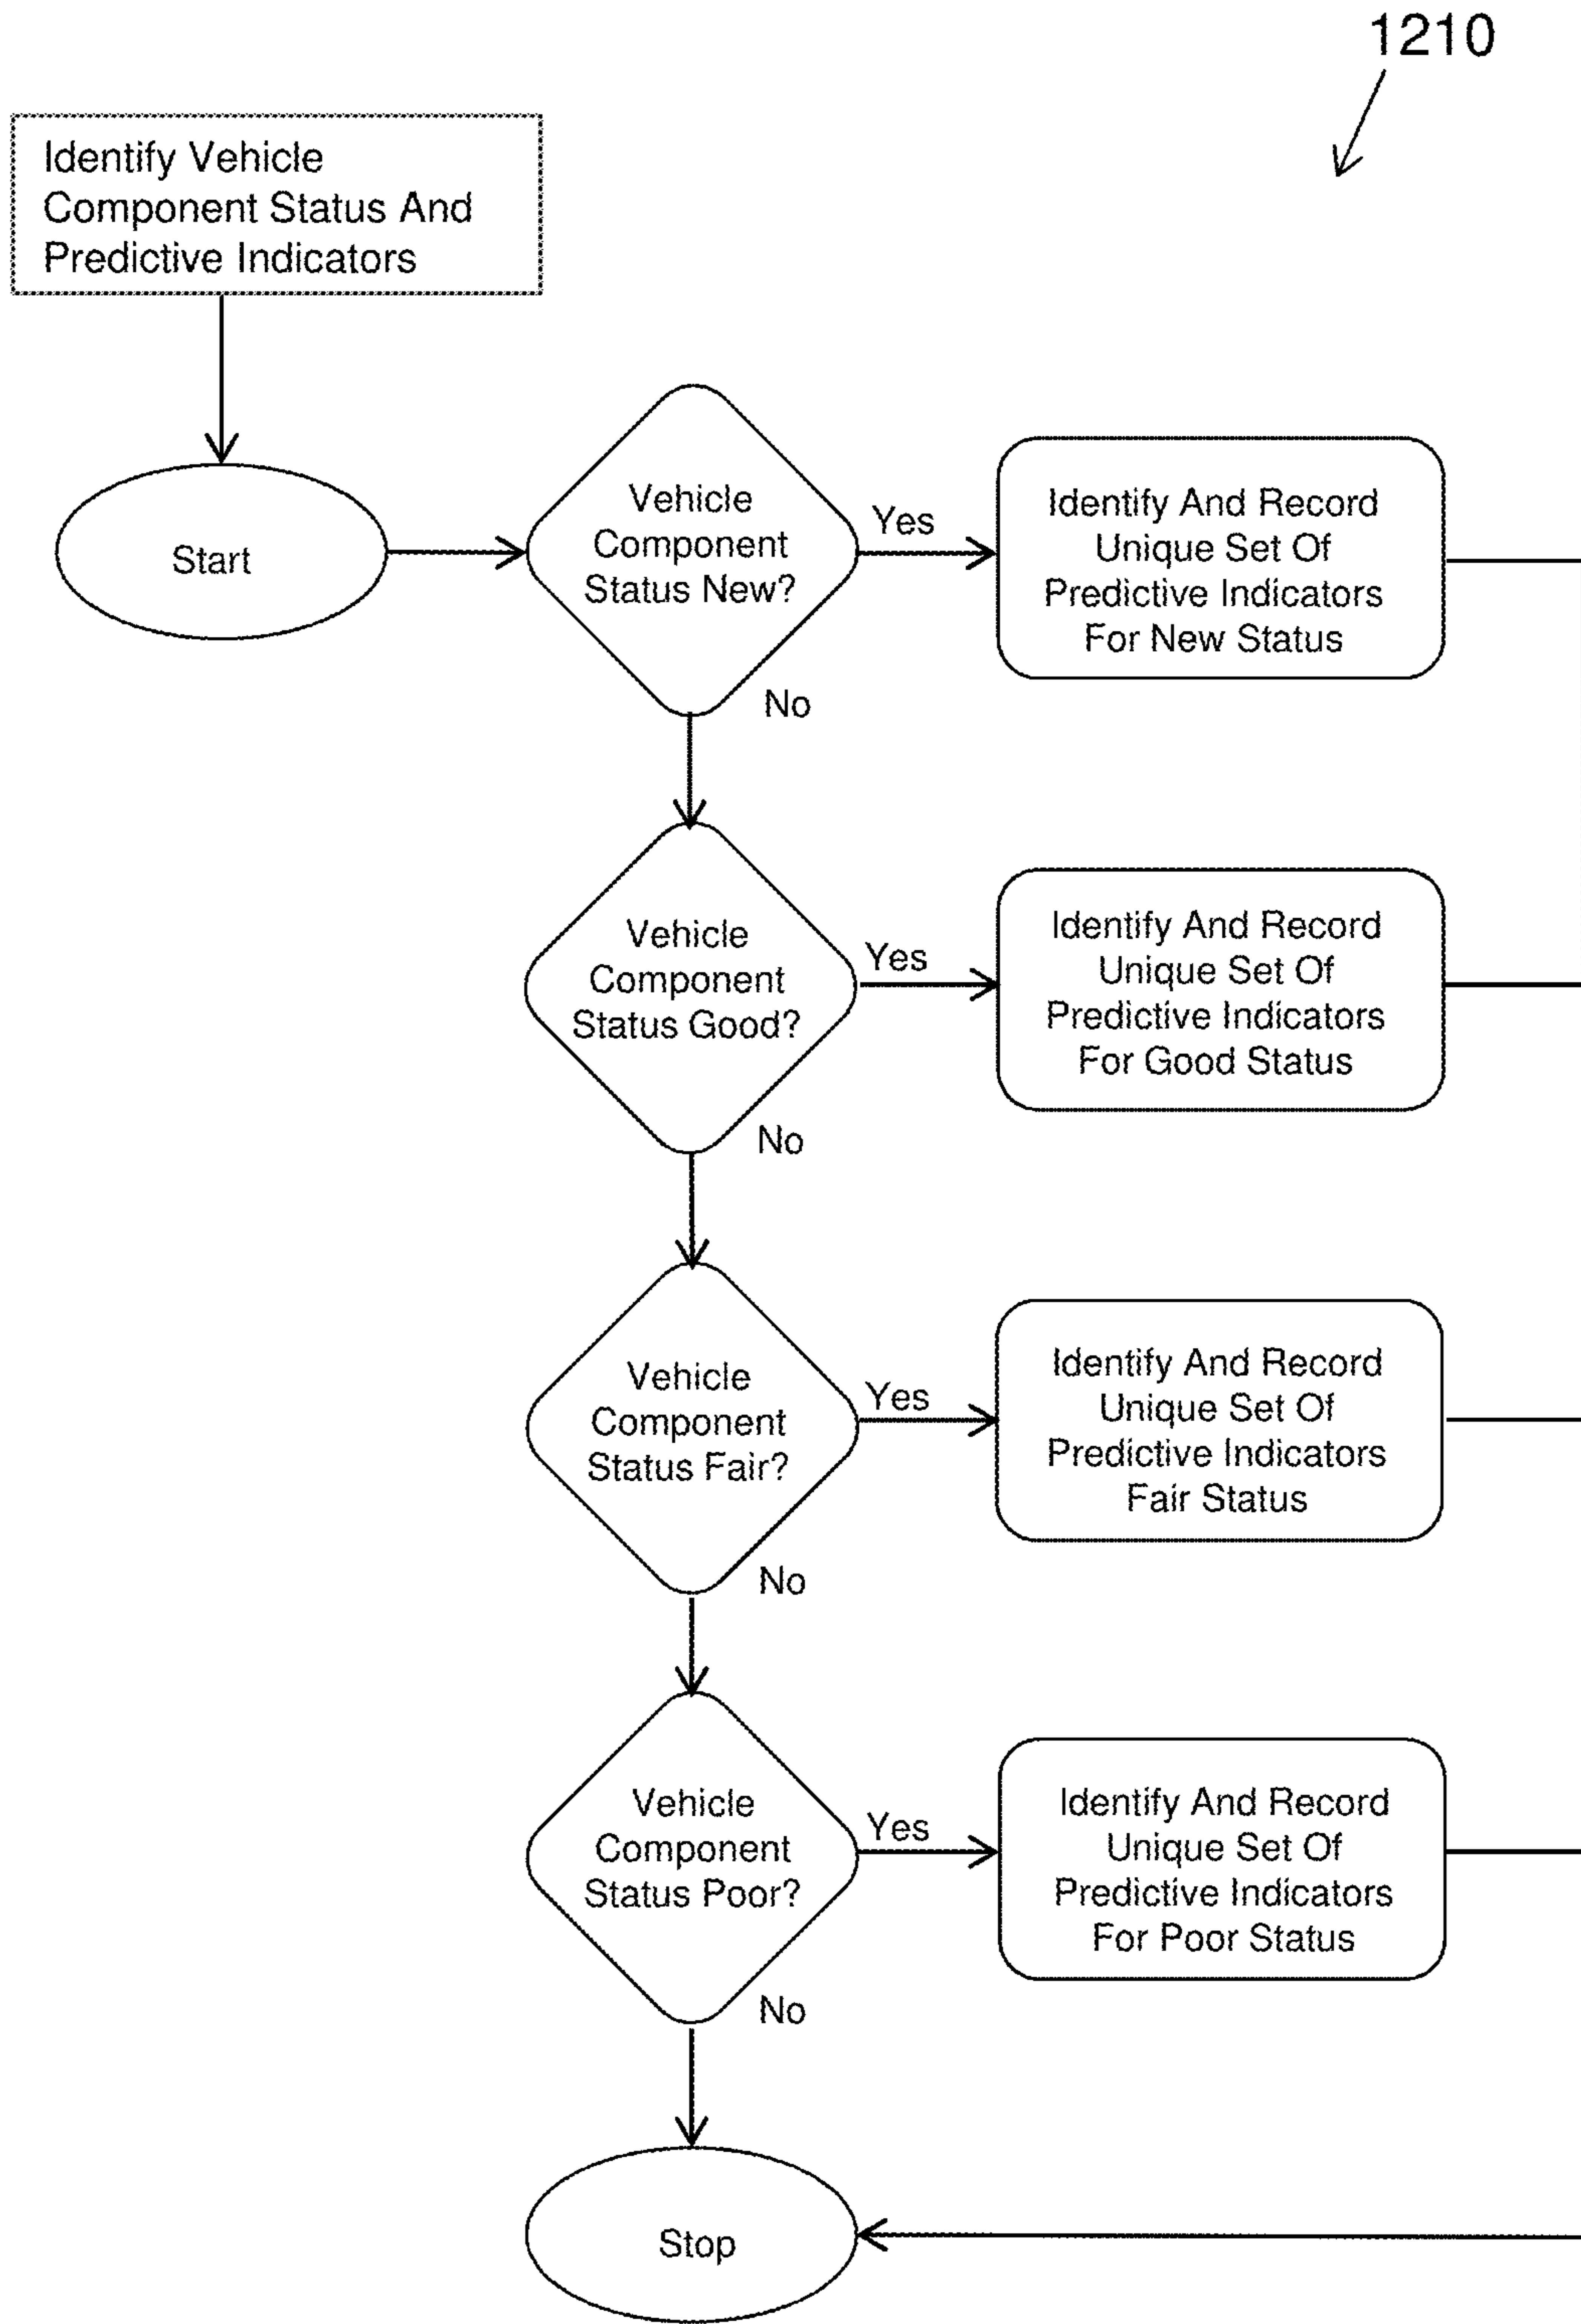 1210
Identify Vehicle
Component Status And
Predictive Indicators
Start
Vehicle
Component
Status New?
Yes
Identify And Record
Unique Set Of
Predictive Indicators
For New Status
No
Vehicle
Component
Status Good?
Yes
Identify And Record
Unique Set Of
Predictive Indicators
For Good Status
No
Vehicle
Component
Status Fair?
Yes
Identify And Record
Unique Set Of
Predictive Indicators
Fair Status
No
Vehicle
Component
Status Poor?
Yes
Identify And Record
Unique Set Of
Predictive Indicators
For Poor Status
No
Stop